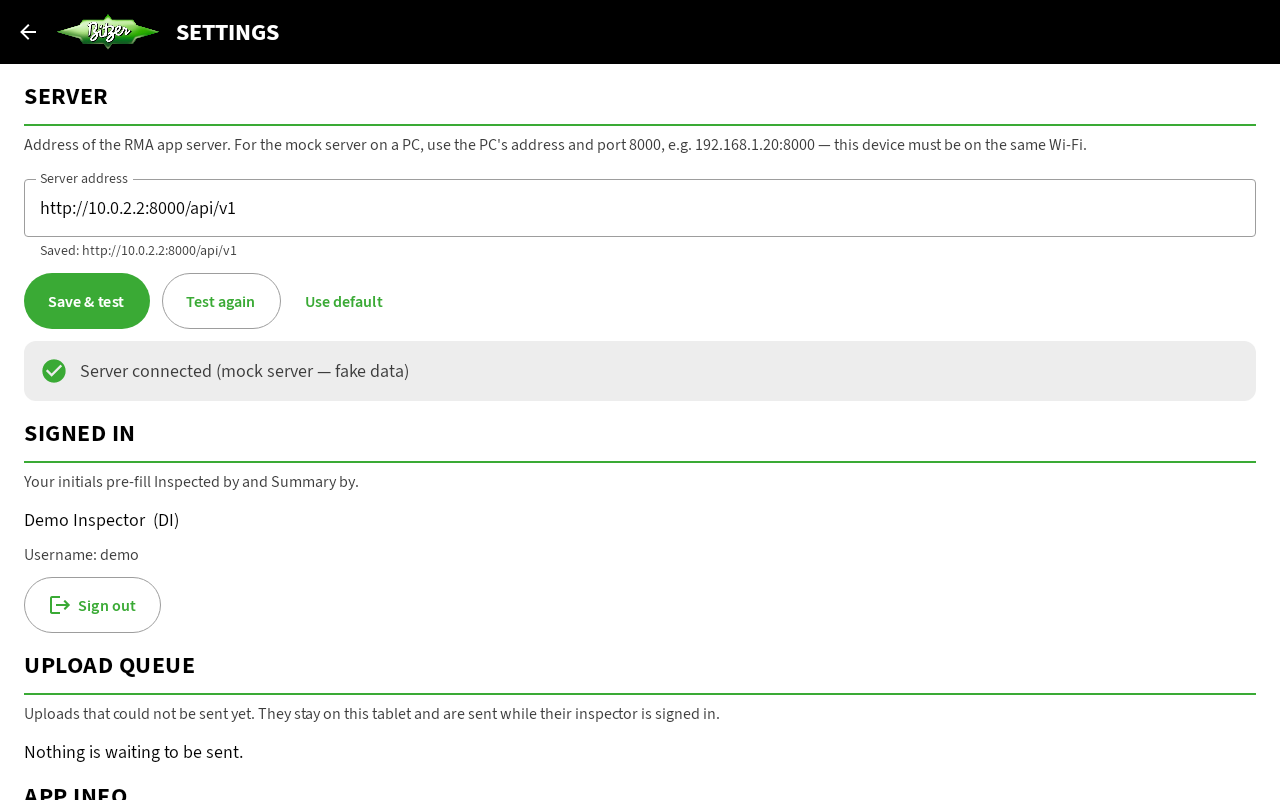 Bitzer
SETTINGS
SERVER
Address of the RMA app server. For the mock server on a PC, use the PC's address and port 8000, e.g. 192.168.1.20:8000 — this device must be on the same Wi-Fi.
Server address
http://10.0.2.2:8000/api/v1
Saved: http://10.0.2.2:8000/api/v1
Save & test
Test again
Use default
Server connected (mock server — fake data)
SIGNED IN
Your initials pre-fill Inspected by and Summary by.
Demo Inspector (DI)
Username: demo
Sign out
UPLOAD QUEUE
Uploads that could not be sent yet. They stay on this tablet and are sent while their inspector is signed in.
Nothing is waiting to be sent.
APP INFO